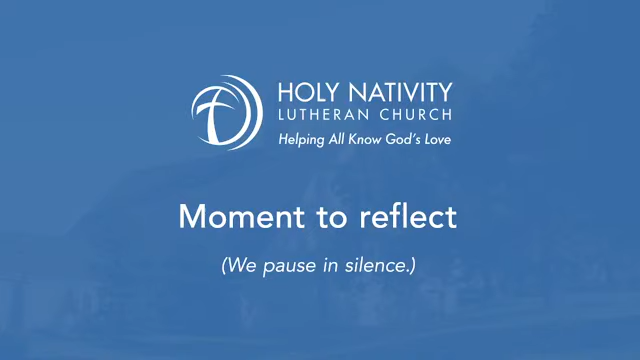 HOLY NATIVITY
LUTHERAN CHURCH
Helping All Know God's Love
Moment to reflect
(We pause in silence.)